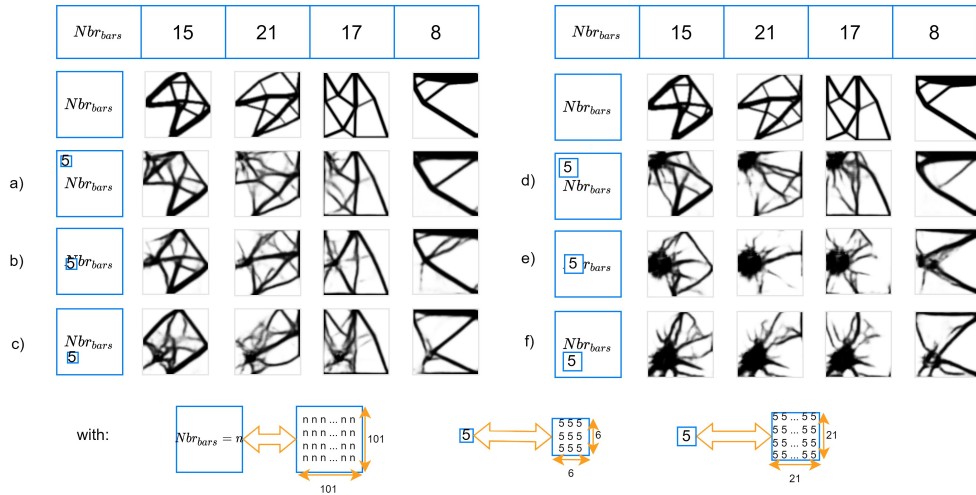 Nbr_bars 15 21 17 8 Nbr_bars 15 21 17 8
Nbr_bars Nbr_bars
a) 5 Nbr_bars d) 5 Nbr_bars
b) Nbr_bars 5 e) Nbr_bars 5
c) Nbr_bars 5 f) Nbr_bars 5
with: Nbr_bars = n
n n n ... n n
n n n ... n n
n n n ... n n
n n n ... n n
101
101
5
5 5 5
5 5 5
5 5 5
6
6
5
5 5 ... 5 5
5 5 ... 5 5
5 5 ... 5 5
5 5 ... 5 5
21
21